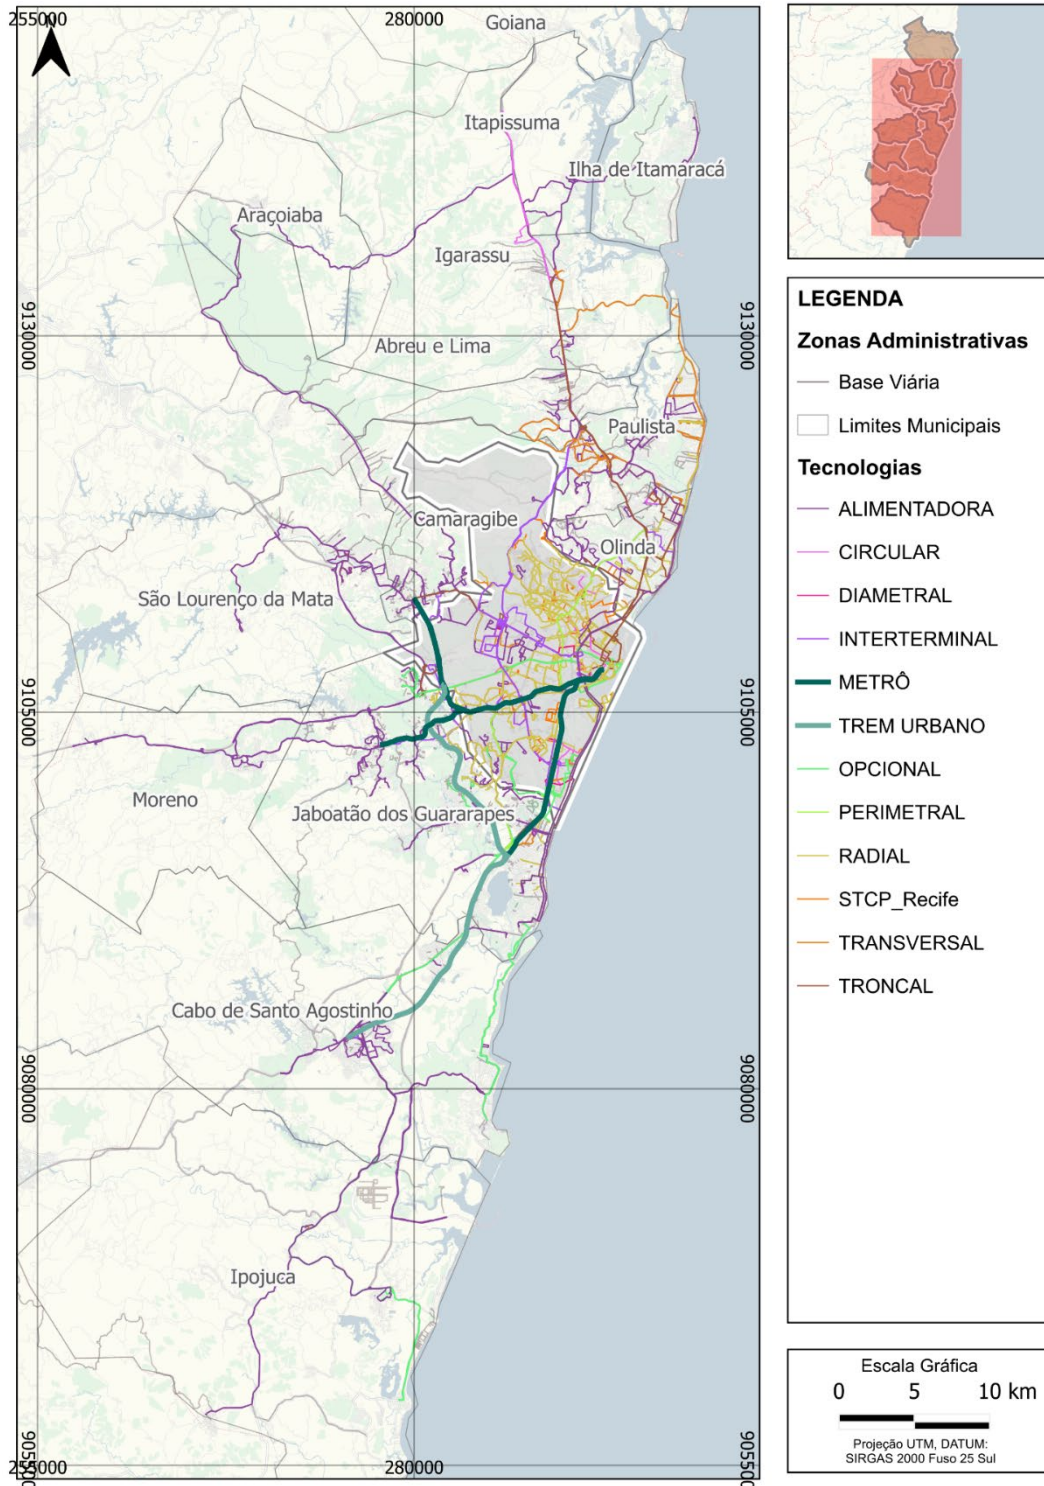 255000
280000
Goiana
Itapissuma
Ilha de Itamaracá
Araçoiaba
Igarassu
9130000
9130000
Abreu e Lima
Paulista
Camaragibe
Olinda
São Lourenço da Mata
9105000
9105000
Moreno
Jaboatão dos Guararapes
Cabo de Santo Agostinho
9080000
9080000
Ipojuca
255000
280000
LEGENDA
Zonas Administrativas
Base Viária
Limites Municipais
Tecnologias
ALIMENTADORA
CIRCULAR
DIAMETRAL
INTERTERMINAL
METRÔ
TREM URBANO
OPCIONAL
PERIMETRAL
RADIAL
STCP_Recife
TRANSVERSAL
TRONCAL
Escala Gráfica
0 5 10 km
Projeção UTM, DATUM:
SIRGAS 2000 Fuso 25 Sul